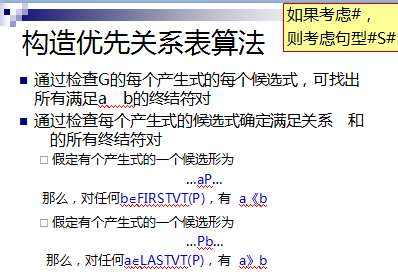 如果考虑#，
则考虑句型#S#
构造优先关系表算法
通过检查G的每个产生式的每个候选式，可找出
所有满足a　b的终结符对
通过检查每个产生式的候选式确定满足关系　和
　的所有终结符对
假定有个产生式的一个候选形为
…aP…
那么，对任何b∈FIRSTVT(P)，有 a《b
假定有个产生式的一个候选形为
…Pb…
那么，对任何a∈LASTVT(P)，有 a》b